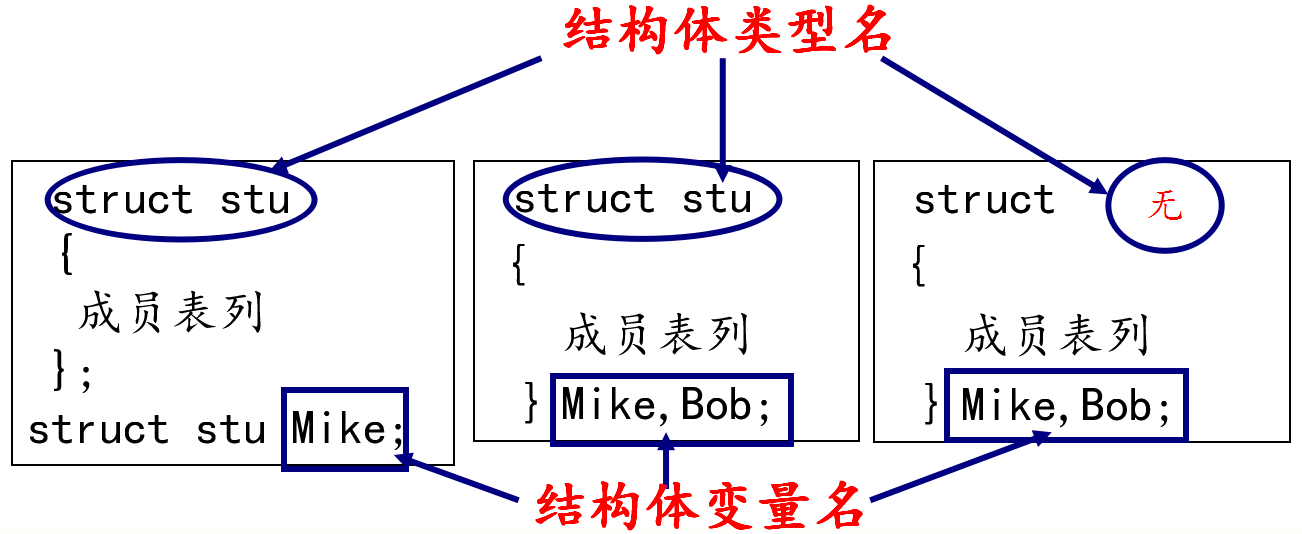 结构体类型名
struct stu
{
成员表列
};
struct stu Mike;
struct stu
{
成员表列
} Mike,Bob;
struct 无
{
成员表列
} Mike,Bob;
结构体变量名